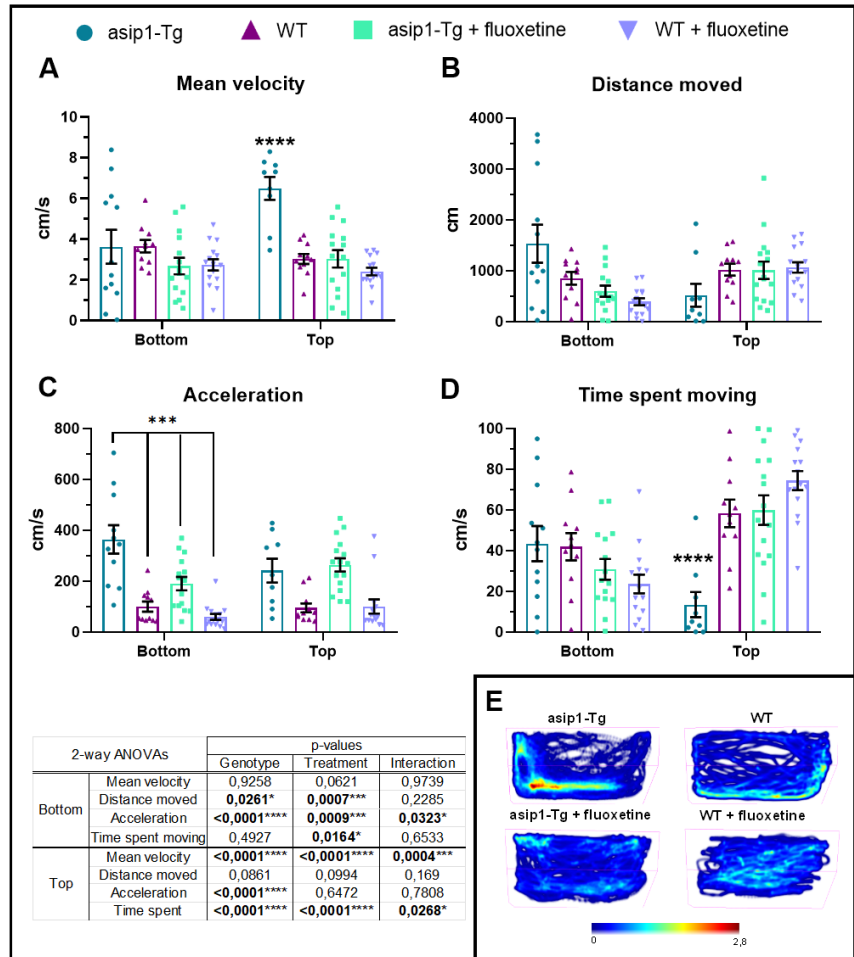 asip1-Tg WT asip1-Tg + fluoxetine WT + fluoxetine
A
Mean velocity
10
8
6
4
2
0
cm/s
****
Bottom Top
B
Distance moved
4000
3000
2000
1000
0
cm
Bottom Top
C
Acceleration
800
600
400
200
0
cm/s
***
Bottom Top
D
Time spent moving
100
80
60
40
20
0
cm/s
****
Bottom Top
2-way ANOVAs p-values
Genotype Treatment Interaction
Bottom
Mean velocity 0,9258 0,0621 0,9739
Distance moved 0,0261* 0,0007*** 0,2285
Acceleration <0,0001**** 0,0009*** 0,0323*
Time spent moving 0,4927 0,0164* 0,6533
Top
Mean velocity <0,0001**** <0,0001**** 0,0004***
Distance moved 0,0861 0,0994 0,169
Acceleration <0,0001**** 0,6472 0,7808
Time spent <0,0001**** <0,0001**** 0,0268*
E
asip1-Tg WT
asip1-Tg + fluoxetine WT + fluoxetine
0 2,8